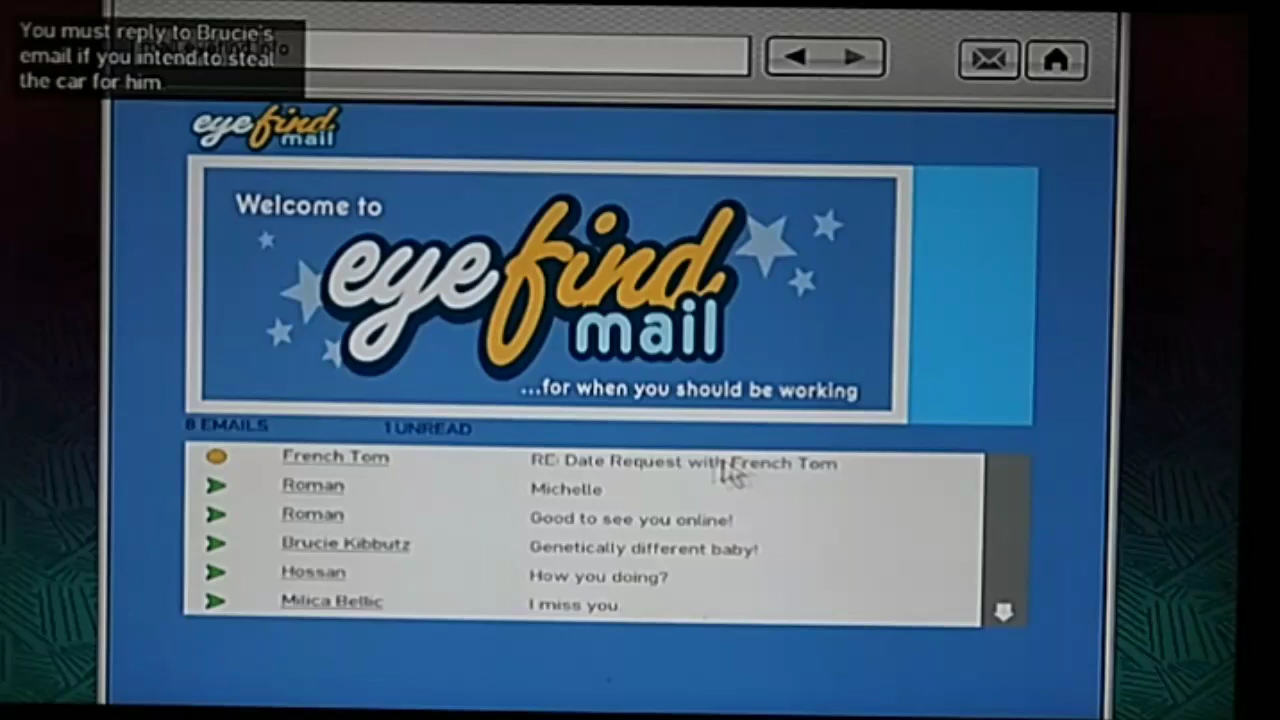 You must reply to Brucie's
email if you intend to steal
the car for him
eyefind.
mail
Welcome to
eyefind.
mail
...for when you should be working
8 EMAILS 1 UNREAD
French Tom RE: Date Request with French Tom
Roman Michelle
Roman Good to see you online!
Brucie Kibbutz Genetically different baby!
Hossan How you doing?
Milica Bellic I miss you